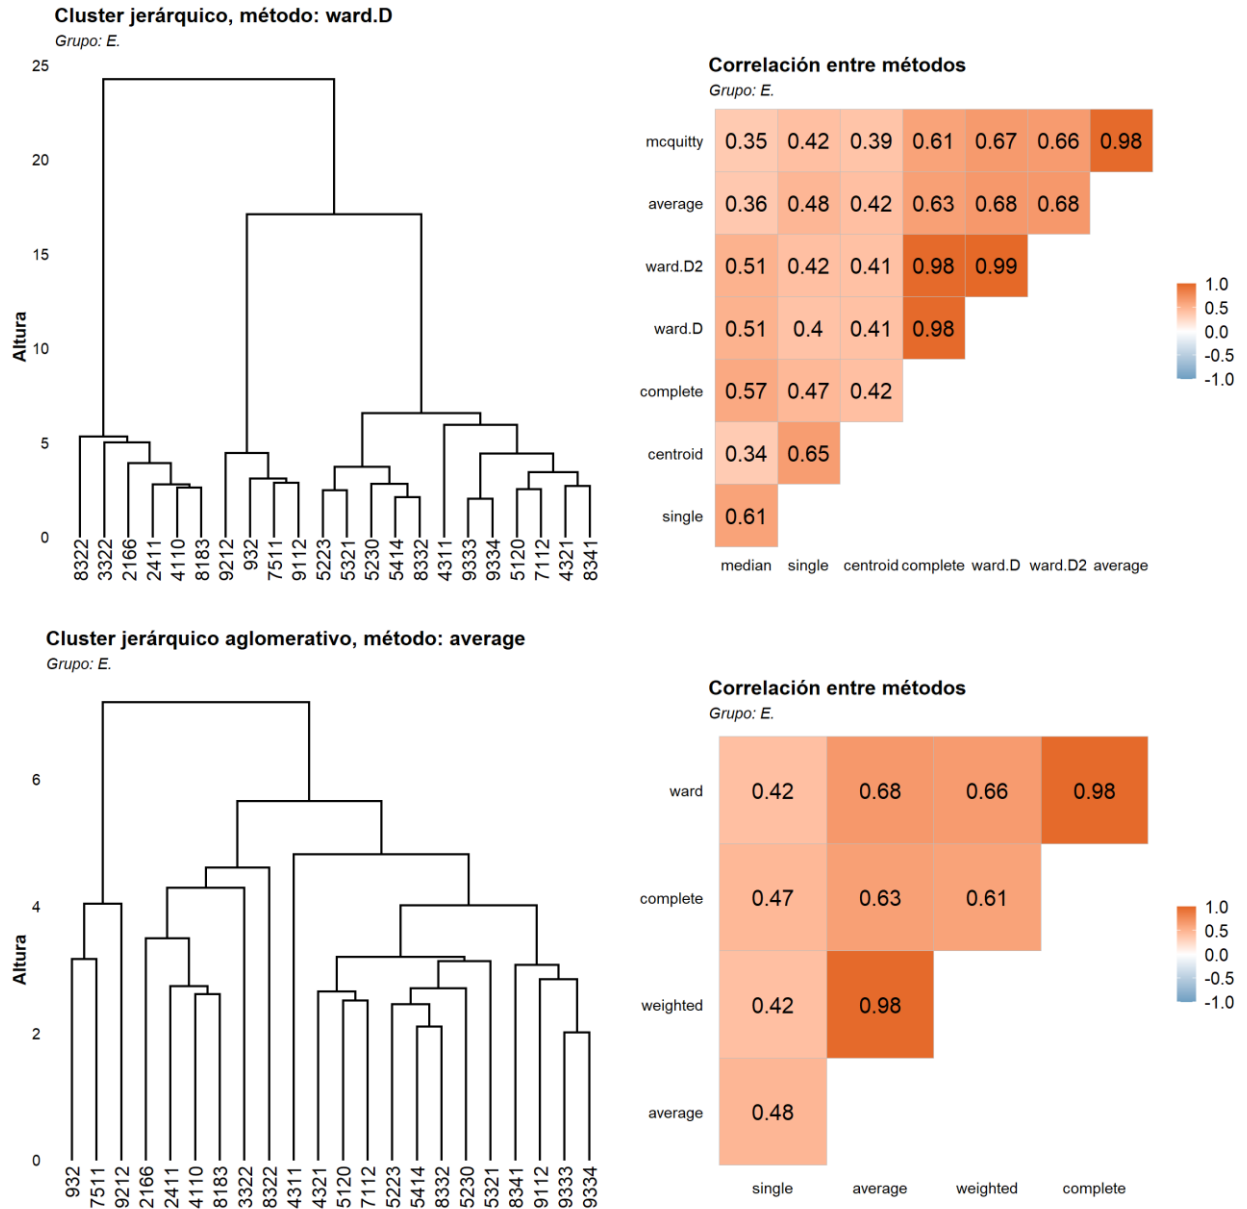 Cluster jerárquico, método: ward.D
Grupo: E.
25
20
15
10
5
0
Altura
8322 3322 2166 2411 4110 8183 9212 932 7511 9112 5223 5321 5230 5414 8332 4311 9333 9334 5120 7112 4321 8341
Correlación entre métodos
Grupo: E.
mcquitty 0.35 0.42 0.39 0.61 0.67 0.66 0.98
average 0.36 0.48 0.42 0.63 0.68 0.68
ward.D2 0.51 0.42 0.41 0.98 0.99
ward.D 0.51 0.4 0.41 0.98
complete 0.57 0.47 0.42
centroid 0.34 0.65
single 0.61
median single centroid complete ward.D ward.D2 average
1.0
0.5
0.0
-0.5
-1.0
Cluster jerárquico aglomerativo, método: average
Grupo: E.
6
4
2
0
Altura
932 7511 9212 2166 2411 4110 8183 3322 8322 4311 4321 5120 7112 5223 5414 8332 5230 5321 8341 9112 9333 9334
Correlación entre métodos
Grupo: E.
ward 0.42 0.68 0.66 0.98
complete 0.47 0.63 0.61
weighted 0.42 0.98
average 0.48
single average weighted complete
1.0
0.5
0.0
-0.5
-1.0